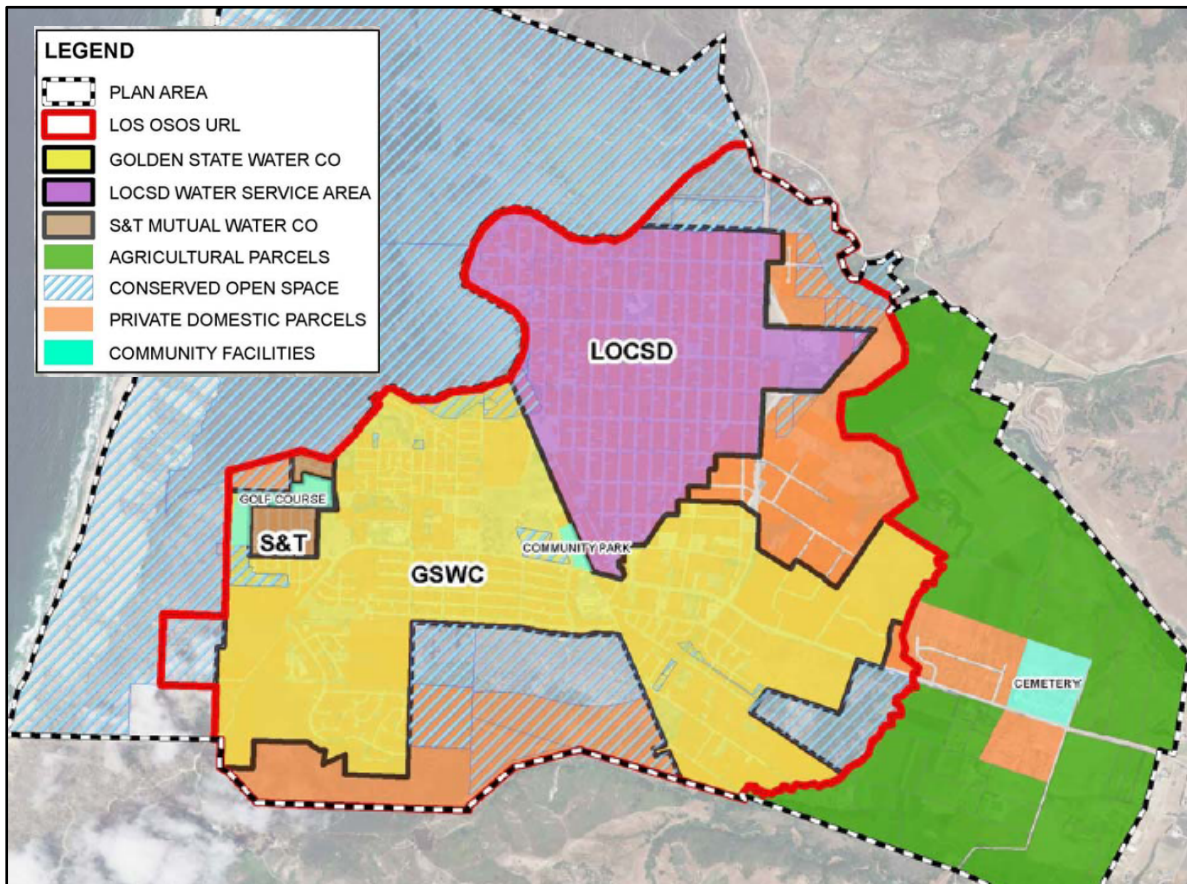 LEGEND
PLAN AREA
LOS OSOS URL
GOLDEN STATE WATER CO
LOCSD WATER SERVICE AREA
S&T MUTUAL WATER CO
AGRICULTURAL PARCELS
CONSERVED OPEN SPACE
PRIVATE DOMESTIC PARCELS
COMMUNITY FACILITIES
LOCSD
GOLF COURSE
S&T
COMMUNITY PARK
GSWC
CEMETERY